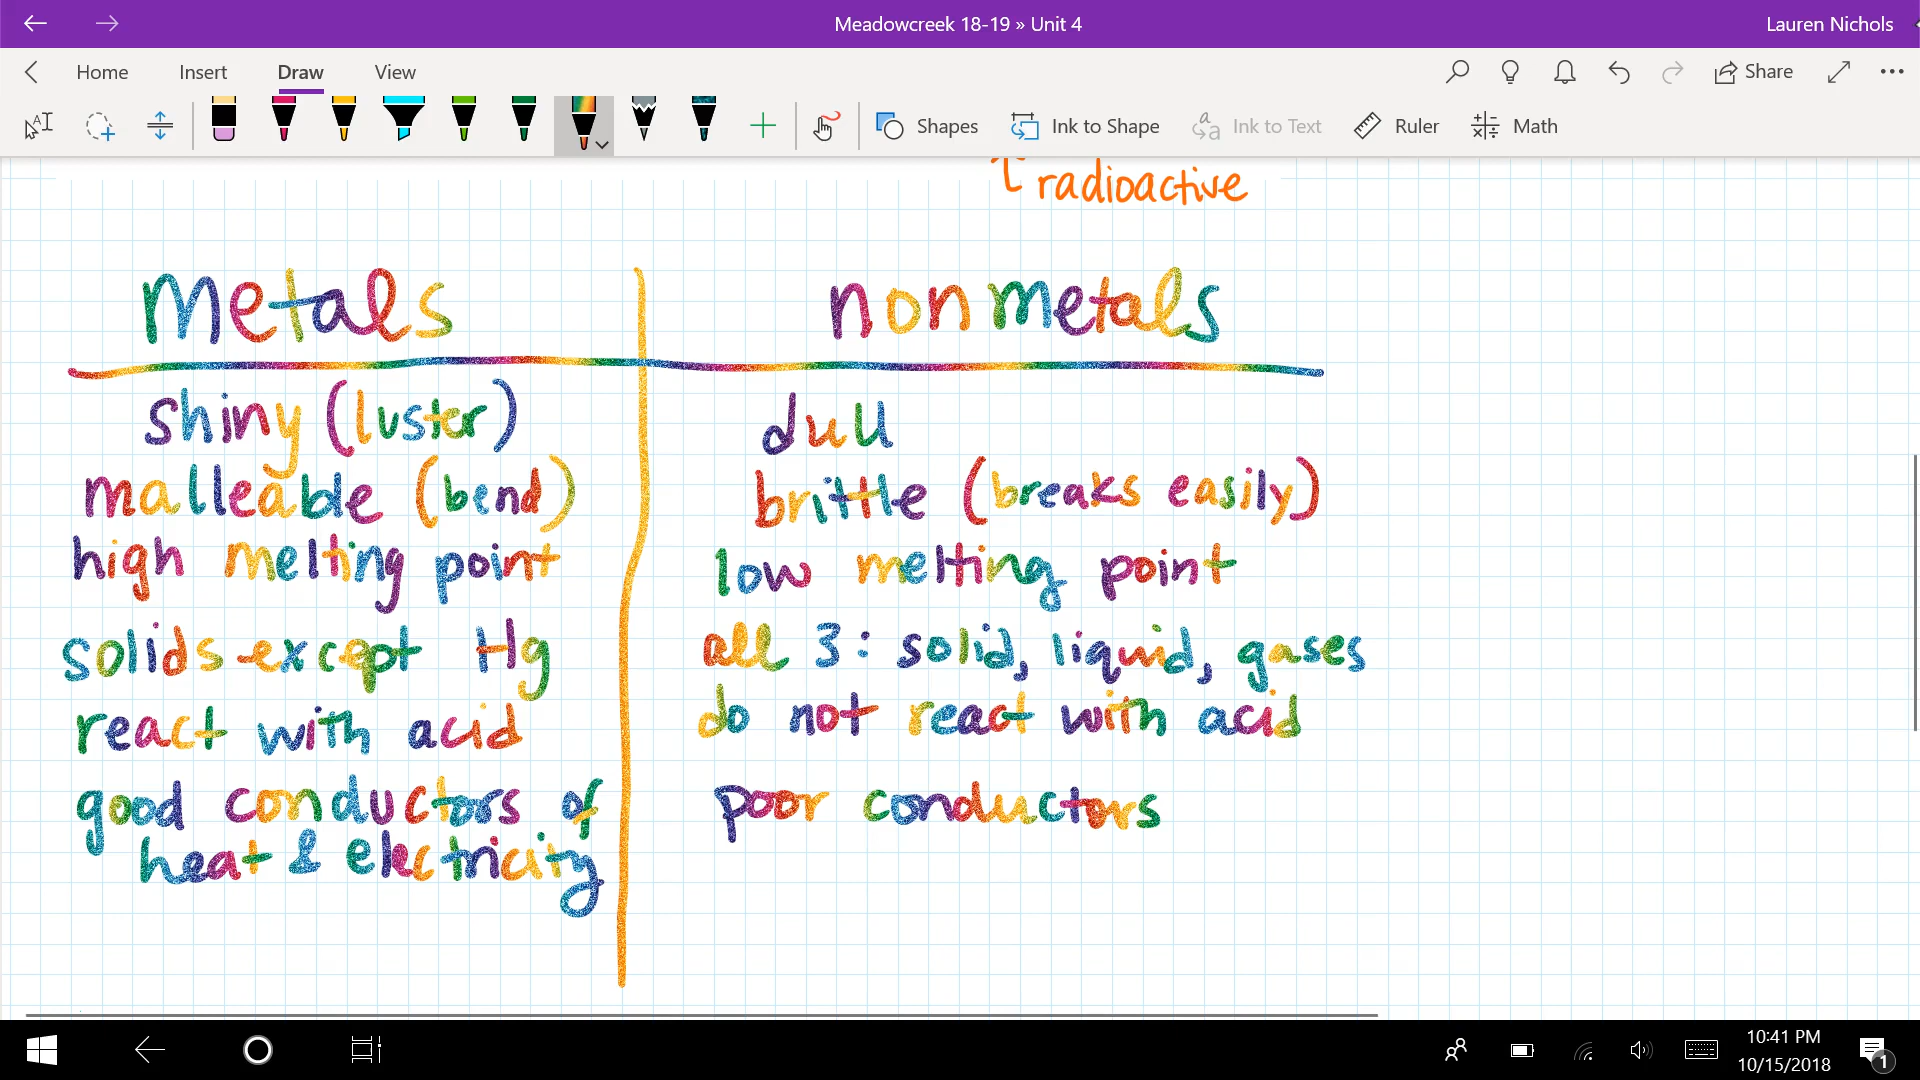 Meadowcreek 18-19 » Unit 4
Lauren Nichols
Home Insert Draw View
Share
Shapes Ink to Shape Ink to Text Ruler Math
radioactive
Metals
nonmetals
shiny (luster)
dull
malleable (bend)
brittle (breaks easily)
high melting point
low melting point
solids except Hg
all 3: solid, liquid, gases
react with acid
do not react with acid
good conductors of
heat & electricity
poor conductors
10:41 PM
10/15/2018
1